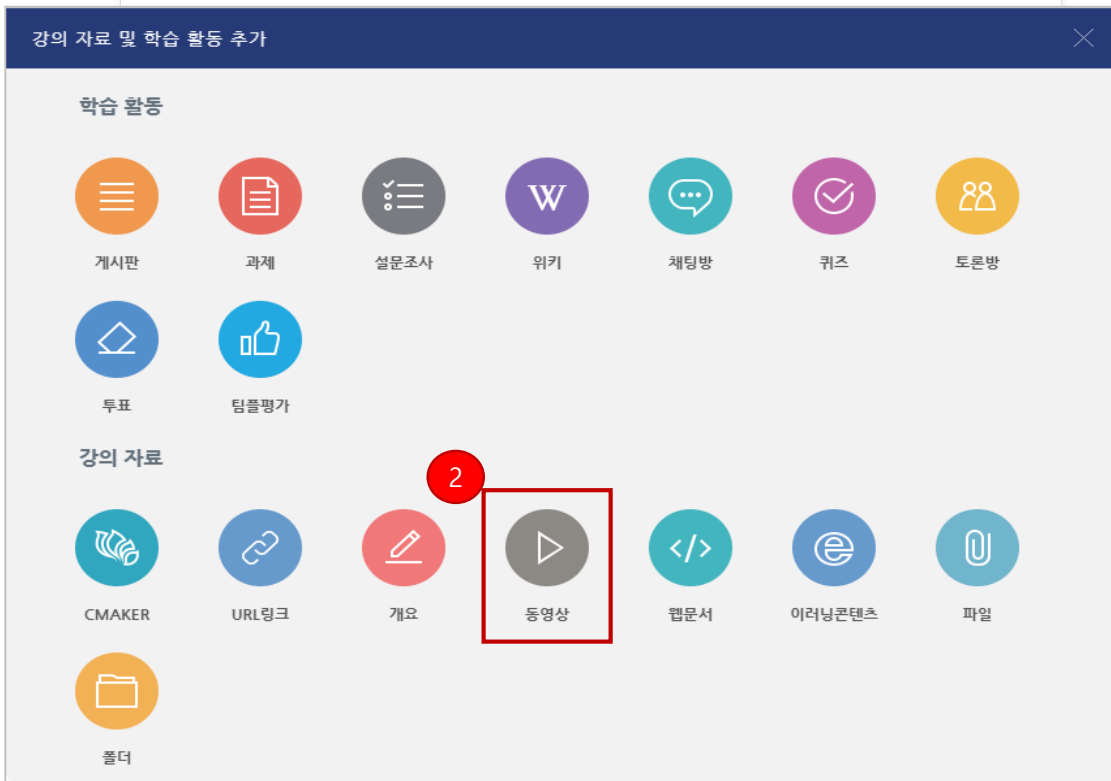 강의 자료 및 학습 활동 추가
학습 활동
게시판 과제 설문조사 위키 채팅방 퀴즈 토론방
투표 팀플평가
강의 자료
2
CMAKER URL링크 개요 동영상 웹문서 이러닝콘텐츠 파일
폴더